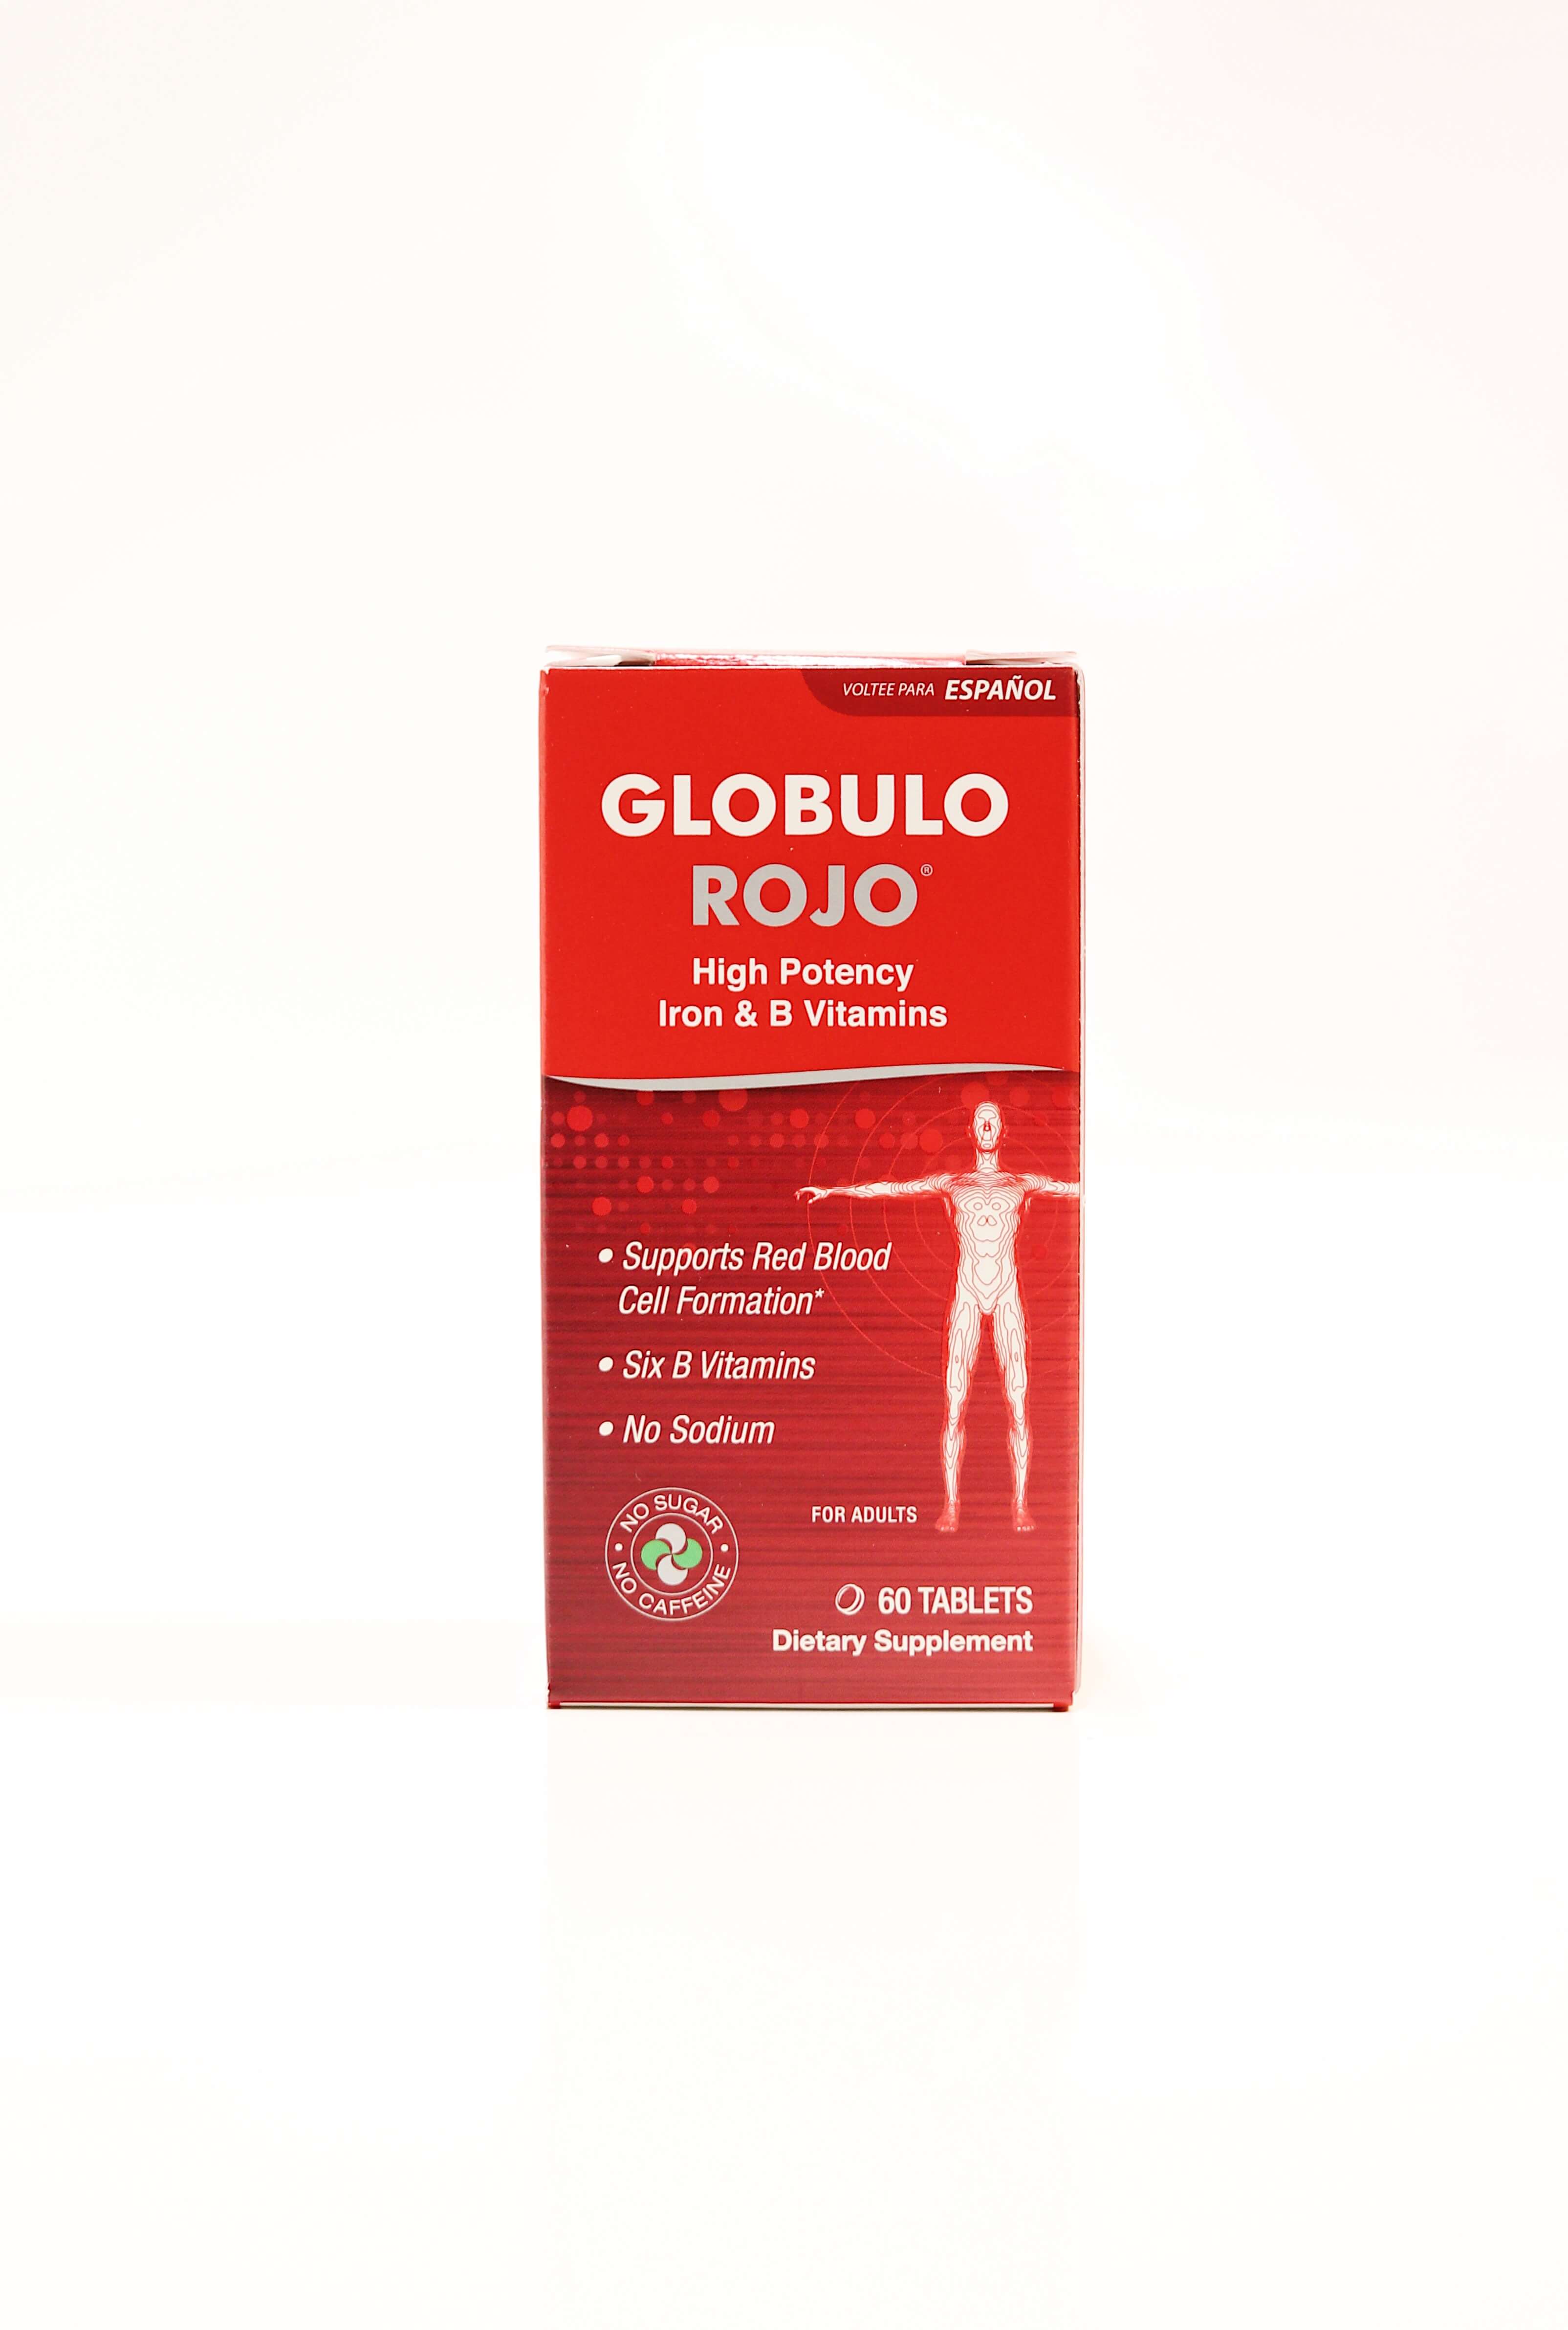 VOLTEE PARA ESPAÑOL
GLOBULO
ROJO®
High Potency
Iron & B Vitamins
• Supports Red Blood
Cell Formation*
• Six B Vitamins
• No Sodium
NO SUGAR
• NO CAFFEINE •
FOR ADULTS
60 TABLETS
Dietary Supplement